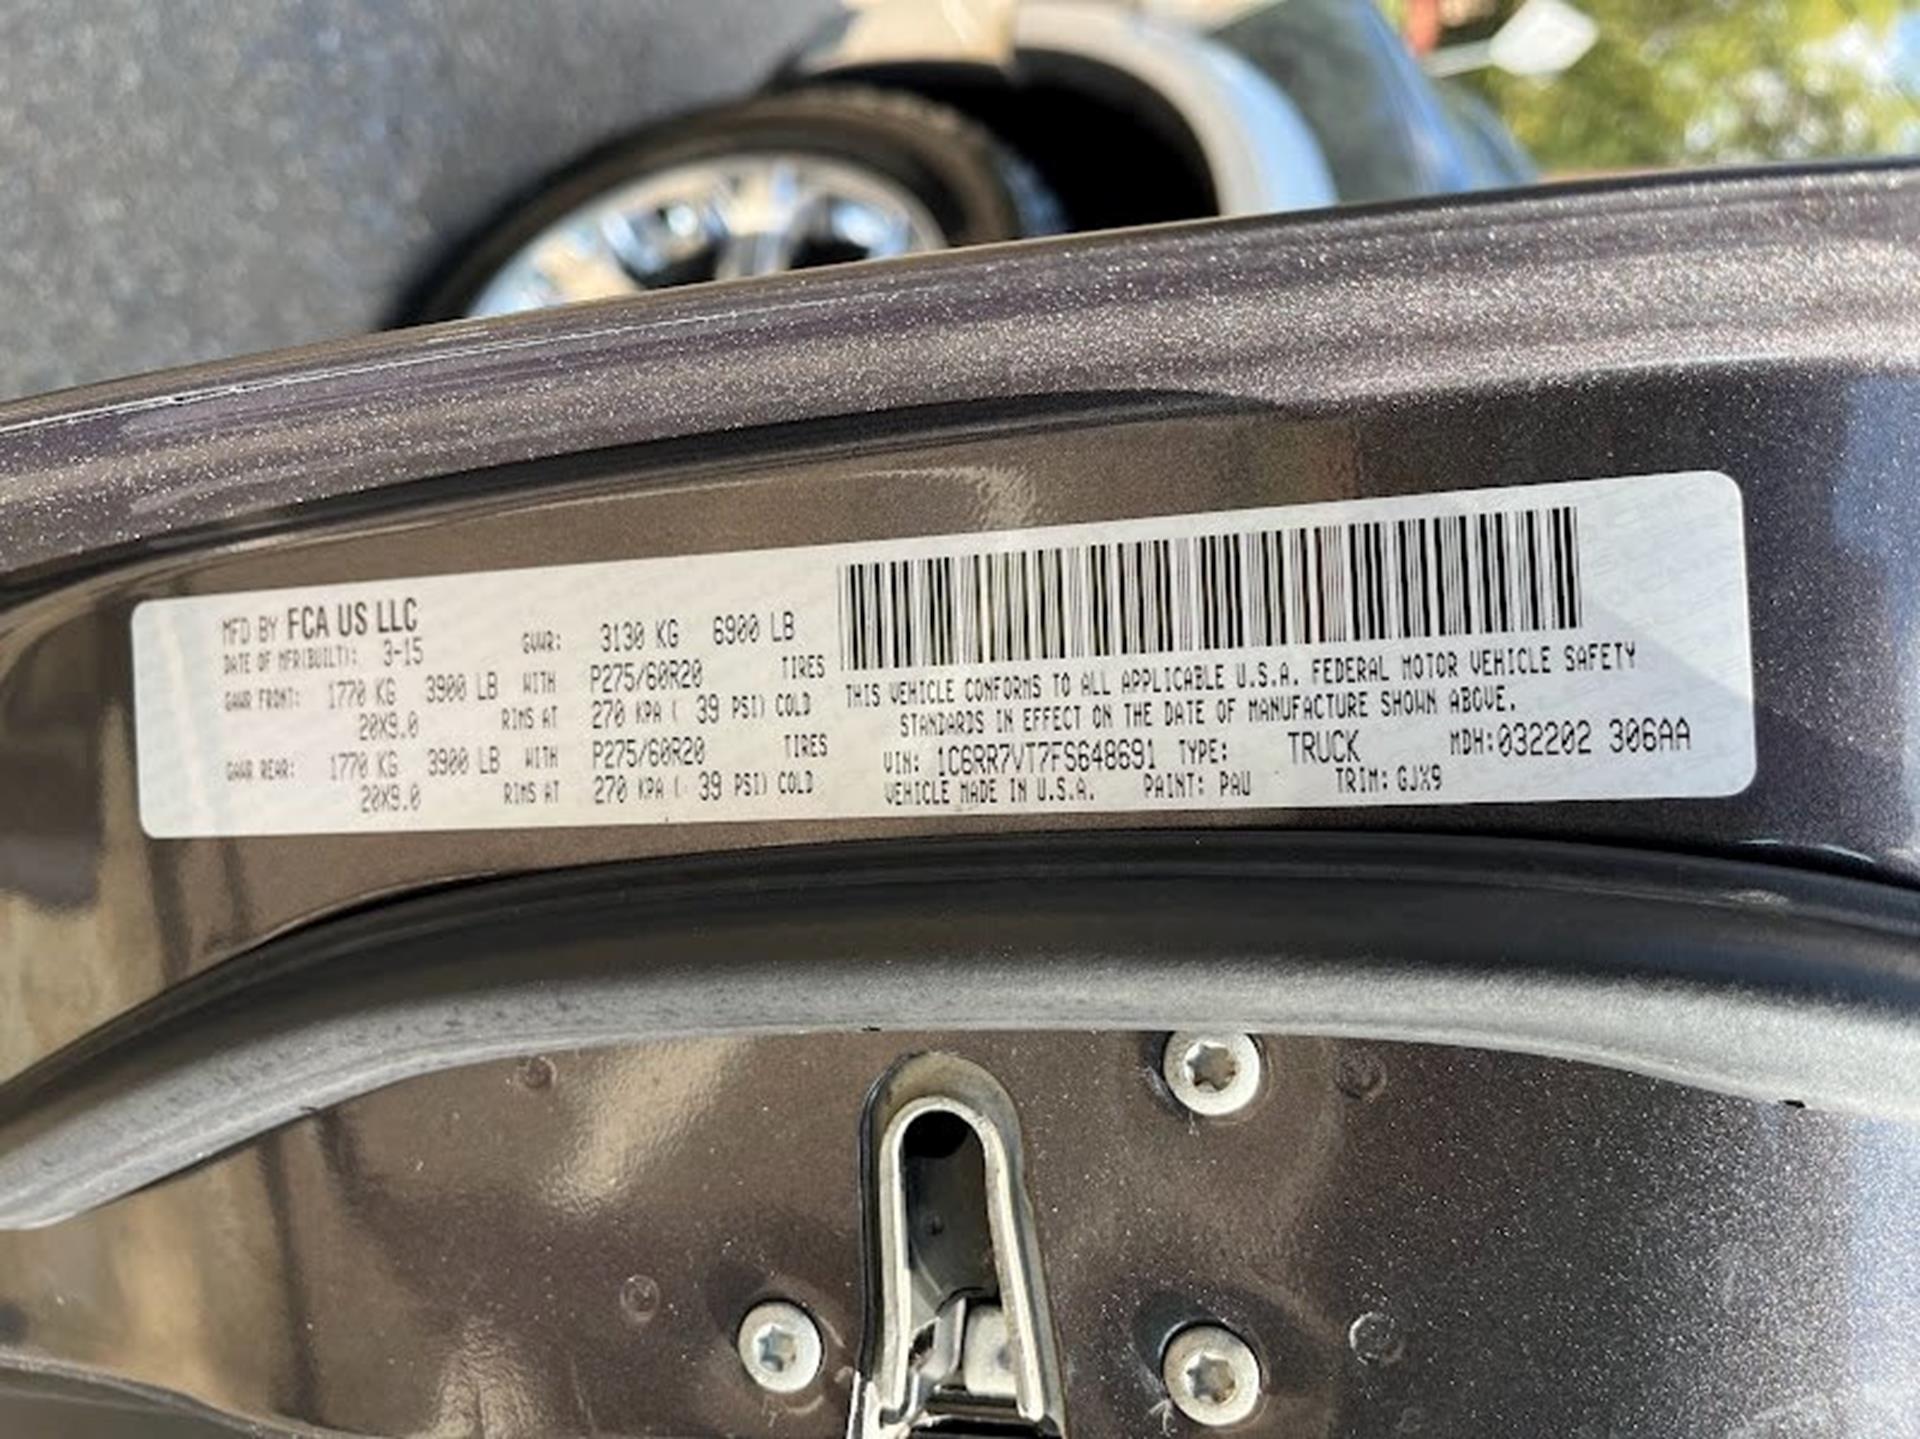 MFD BY FCA US LLC
DATE OF MFR(BUILT): 3-15 GVWR: 3130 KG 6900 LB
GAWR FRONT: 1770 KG 3900 LB WITH P275/60R20 TIRES
20X9.0 RIMS AT 270 KPA ( 39 PSI) COLD
GAWR REAR: 1770 KG 3900 LB WITH P275/60R20 TIRES
20X9.0 RIMS AT 270 KPA ( 39 PSI) COLD
THIS VEHICLE CONFORMS TO ALL APPLICABLE U.S.A. FEDERAL MOTOR VEHICLE SAFETY
STANDARDS IN EFFECT ON THE DATE OF MANUFACTURE SHOWN ABOVE.
VIN: 1C6RR7VT7FS648691 TYPE: TRUCK MDH:032202 306AA
VEHICLE MADE IN U.S.A. PAINT: PAU TRIM: GJX9